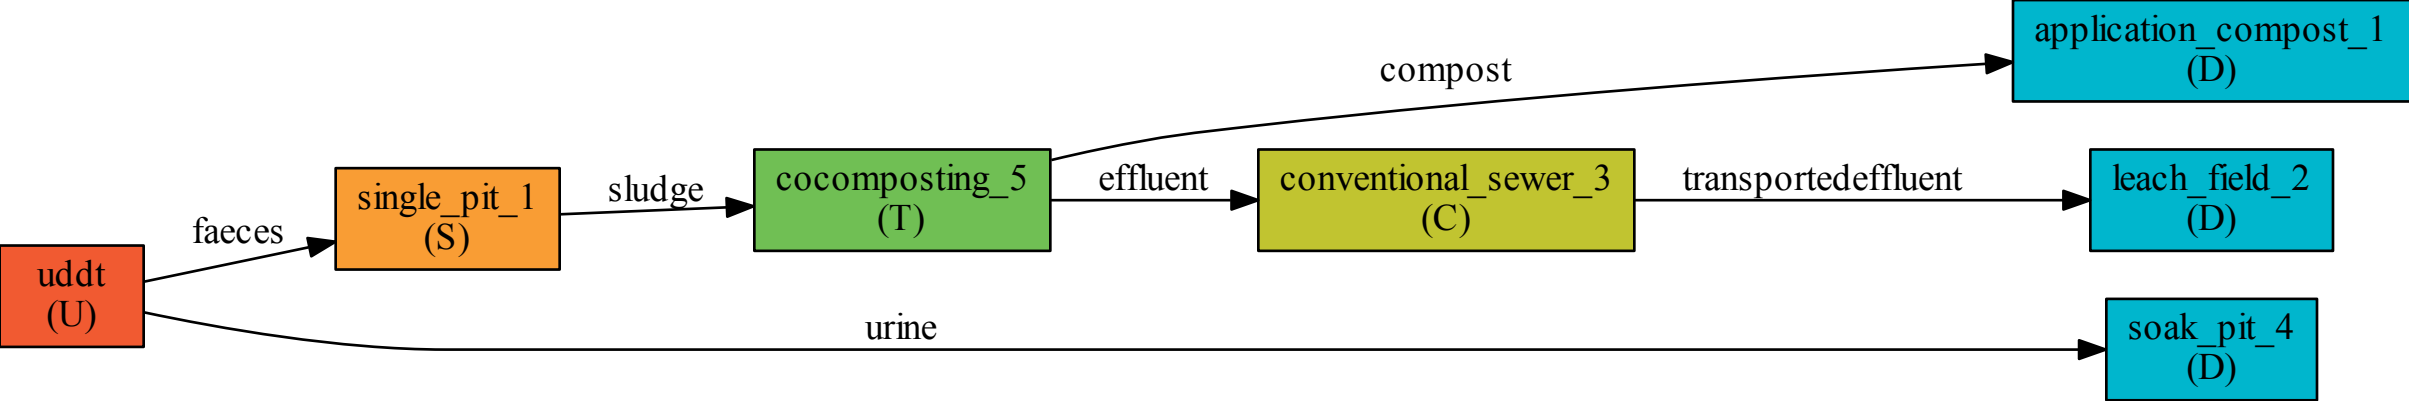 application_compost_1
(D)
compost
cocomposting_5
(T)
effluent
conventional_sewer_3
(C)
transportedeffluent
leach_field_2
(D)
single_pit_1
(S)
sludge
faeces
uddt
(U)
urine
soak_pit_4
(D)